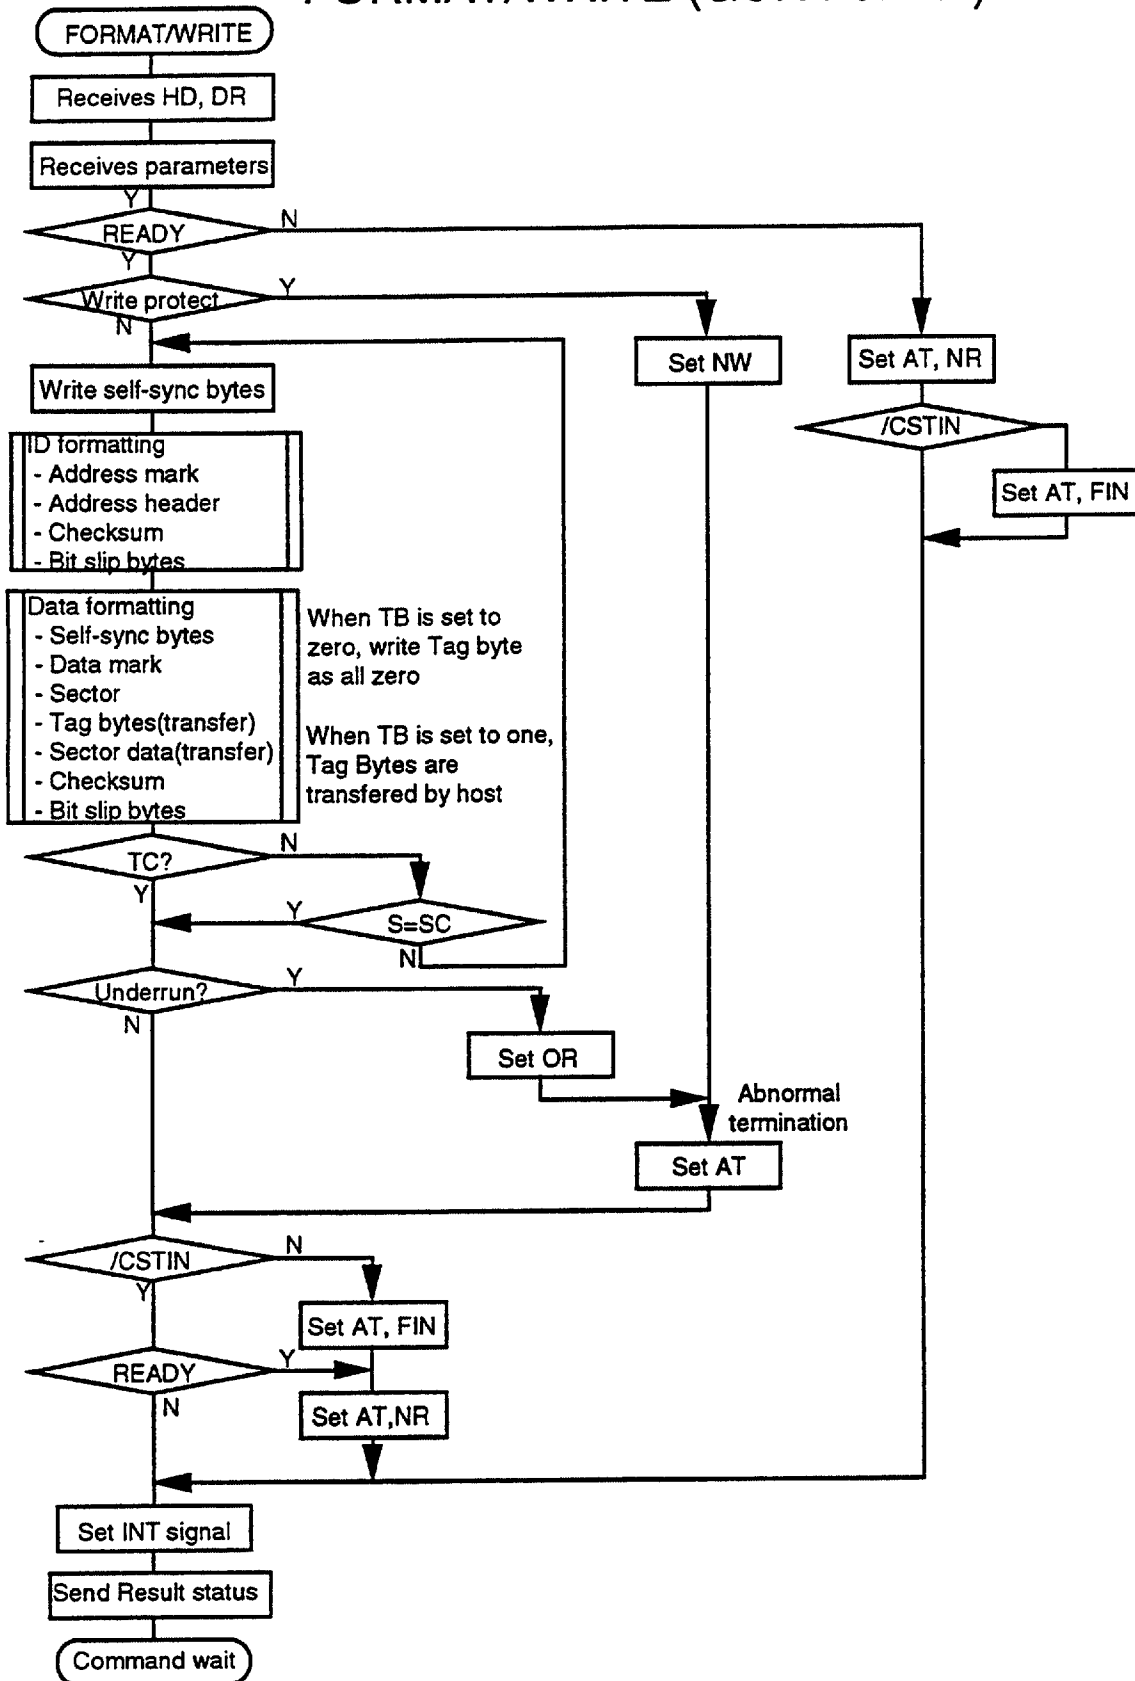 FORMAT/WRITE
FORMAT/WRITE
Receives HD, DR
Receives parameters
Y
READY
N
Y
Write protect
Y
N
Set NW
Set AT, NR
Write self-sync bytes
/CSTIN
ID formatting
- Address mark
- Address header
- Checksum
- Bit slip bytes
Set AT, FIN
Data formatting
- Self-sync bytes
- Data mark
- Sector
- Tag bytes(transfer)
- Sector data(transfer)
- Checksum
- Bit slip bytes
When TB is set to
zero, write Tag byte
as all zero
When TB is set to one,
Tag Bytes are
transfered by host
TC?
N
Y
S=SC
Y
N
Underrun?
Y
N
Set OR
Abnormal
termination
Set AT
/CSTIN
N
Y
Set AT, FIN
READY
Y
N
Set AT,NR
Set INT signal
Send Result status
Command wait